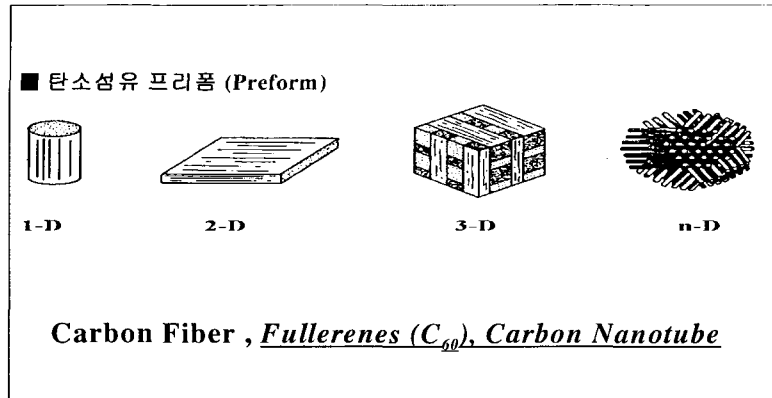 ■ 탄소섬유 프리폼 (Preform)
1-D 2-D 3-D n-D
Carbon Fiber , Fullerenes (C60), Carbon Nanotube